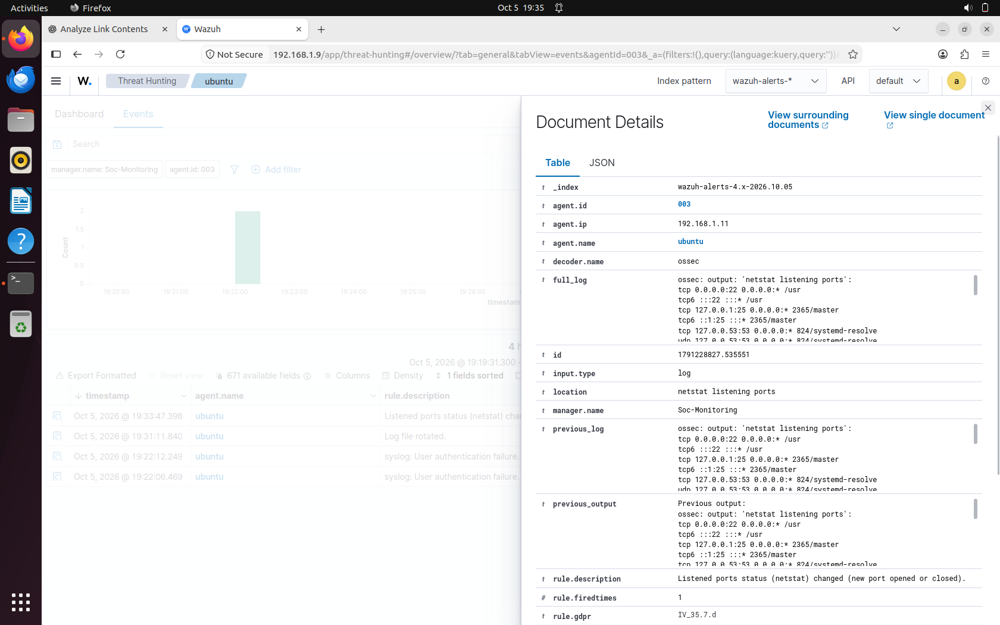 Activities
Firefox
Oct 5 19:35
Analyze Link Contents
Wazuh
Not Secure
192.168.1.9/app/threat-hunting#/overview/?tab=general&tabView=events&agentId=003&_a=(filters:!(),query:(language:kuery,query:''))&
W.
Threat Hunting
ubuntu
Index pattern
wazuh-alerts-*
API
default
a
Dashboard
Events
Search
manager.name: Soc-Monitoring
agent.id: 003
Add filter
Count
2
1.5
1
0.5
0
19:20:00
19:21:00
19:22:00
19:23:00
19:24:00
19:25:00
19:26:00
timestam
4 h
Oct 5, 2026 @ 19:19:31.300 -
Export Formatted
Reset view
671 available fields
Columns
Density
1 fields sorted
timestamp
agent.name
rule.description
Oct 5, 2026 @ 19:33:47.398
ubuntu
Listened ports status (netstat) cha
Oct 5, 2026 @ 19:31:11.840
ubuntu
Log file rotated.
Oct 5, 2026 @ 19:22:12.249
ubuntu
syslog: User authentication failure.
Oct 5, 2026 @ 19:22:06.469
ubuntu
syslog: User authentication failure.
Document Details
View surrounding
documents
View single document
Table
JSON
t _index wazuh-alerts-4.x-2026.10.05
t agent.id 003
t agent.ip 192.168.1.11
t agent.name ubuntu
t decoder.name ossec
t full_log ossec: output: 'netstat listening ports':
tcp 0.0.0.0:22 0.0.0.0:* /usr
tcp6 :::22 :::* /usr
tcp 127.0.0.1:25 0.0.0.0:* 2365/master
tcp6 ::1:25 :::* 2365/master
tcp 127.0.0.53:53 0.0.0.0:* 824/systemd-resolve
udp 127.0.0.53:53 0.0.0.0:* 824/systemd-resolve
t id 1791228827.535551
t input.type log
t location netstat listening ports
t manager.name Soc-Monitoring
t previous_log ossec: output: 'netstat listening ports':
tcp 0.0.0.0:22 0.0.0.0:* /usr
tcp6 :::22 :::* /usr
tcp 127.0.0.1:25 0.0.0.0:* 2365/master
tcp6 ::1:25 :::* 2365/master
tcp 127.0.0.53:53 0.0.0.0:* 824/systemd-resolve
udp 127.0.0.53:53 0.0.0.0:* 824/systemd-resolve
t previous_output Previous output:
ossec: output: 'netstat listening ports':
tcp 0.0.0.0:22 0.0.0.0:* /usr
tcp6 :::22 :::* /usr
tcp 127.0.0.1:25 0.0.0.0:* 2365/master
tcp6 ::1:25 :::* 2365/master
tcp 127.0.0.53:53 0.0.0.0:* 824/systemd-resolve
t rule.description Listened ports status (netstat) changed (new port opened or closed).
# rule.firedtimes 1
t rule.gdpr IV_35.7.d